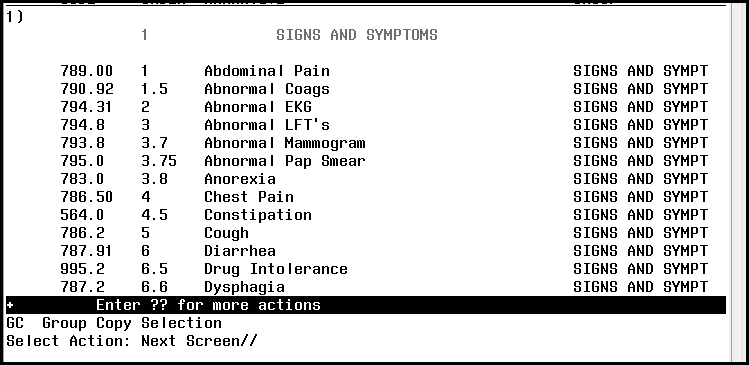 1)
1 SIGNS AND SYMPTOMS
789.00 1 Abdominal Pain SIGNS AND SYMPT
790.92 1.5 Abnormal Coags SIGNS AND SYMPT
794.31 2 Abnormal EKG SIGNS AND SYMPT
794.8 3 Abnormal LFT's SIGNS AND SYMPT
793.8 3.7 Abnormal Mammogram SIGNS AND SYMPT
795.0 3.75 Abnormal Pap Smear SIGNS AND SYMPT
783.0 3.8 Anorexia SIGNS AND SYMPT
786.50 4 Chest Pain SIGNS AND SYMPT
564.0 4.5 Constipation SIGNS AND SYMPT
786.2 5 Cough SIGNS AND SYMPT
787.91 6 Diarrhea SIGNS AND SYMPT
995.2 6.5 Drug Intolerance SIGNS AND SYMPT
787.2 6.6 Dysphagia SIGNS AND SYMPT
+ Enter ?? for more actions
GC Group Copy Selection
Select Action: Next Screen//